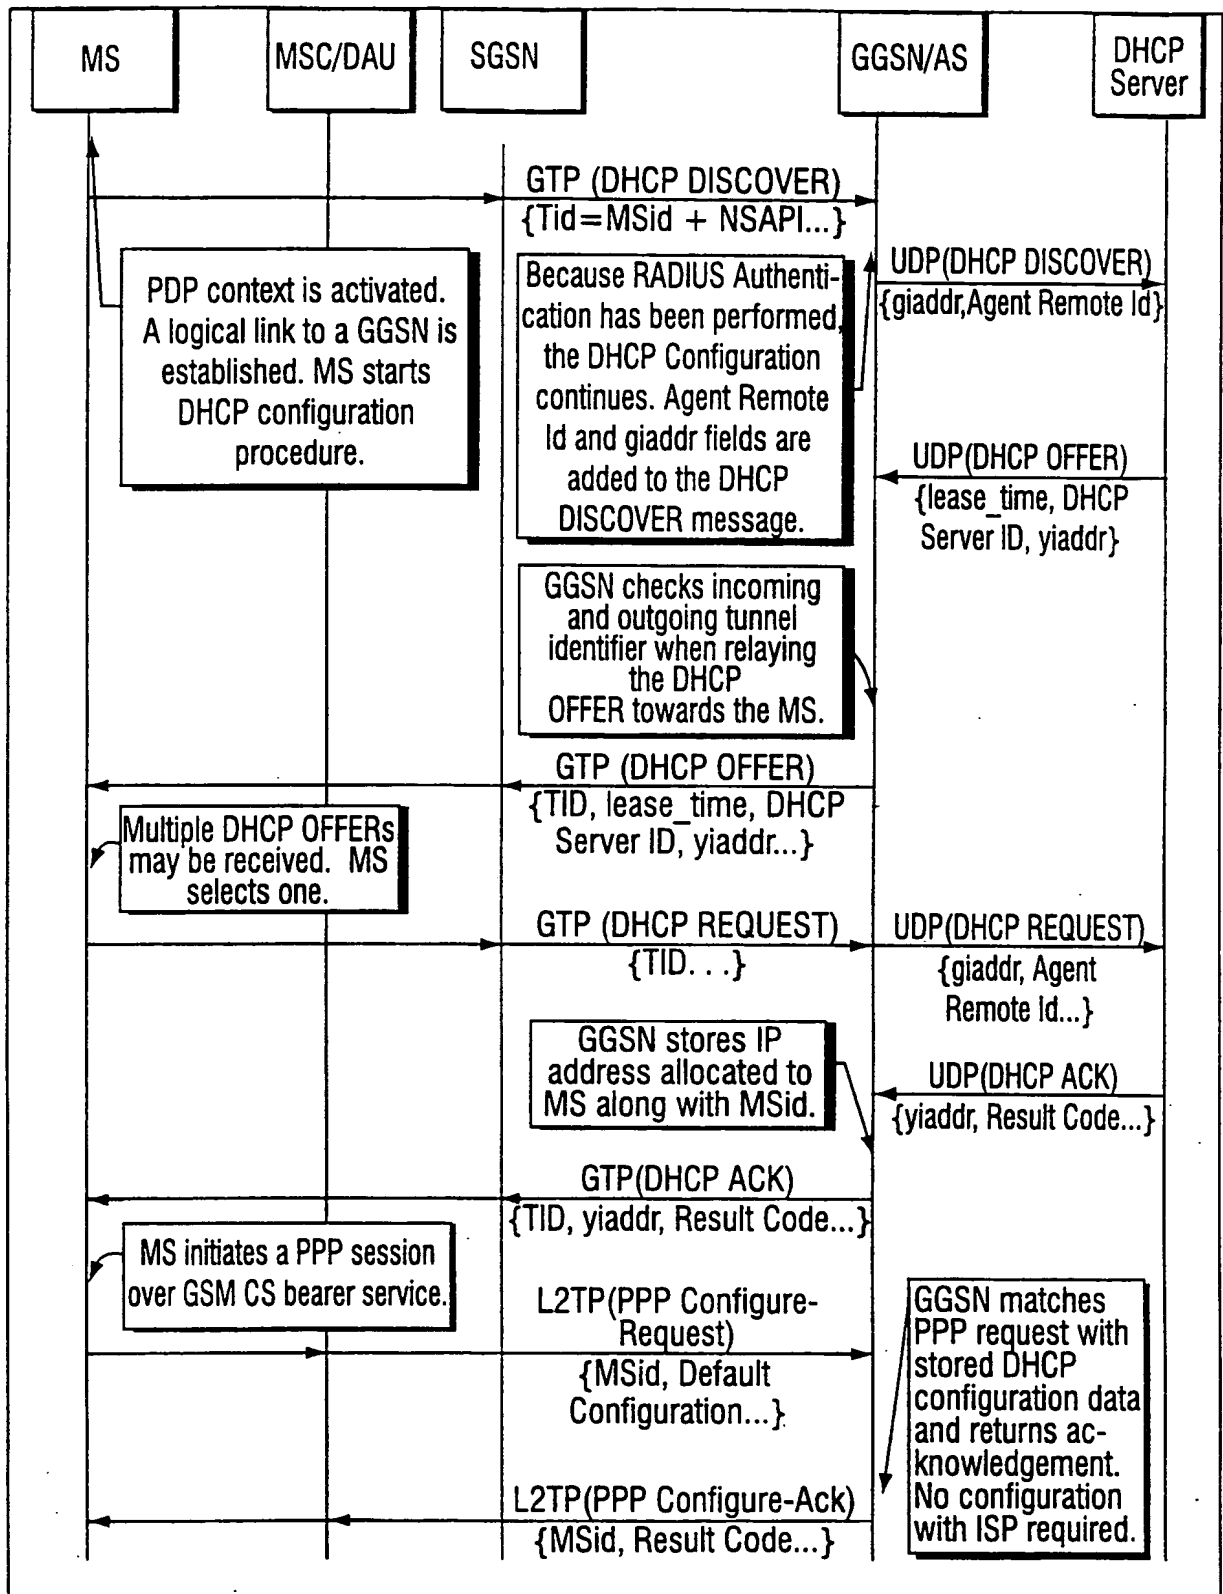 MS
MSC/DAU
SGSN
GGSN/AS
DHCP
Server
GTP (DHCP DISCOVER)
{Tid=MSid + NSAPI...}
PDP context is activated.
A logical link to a GGSN is
established. MS starts
DHCP configuration
procedure.
Because RADIUS Authenti-
cation has been performed,
the DHCP Configuration
continues. Agent Remote
Id and giaddr fields are
added to the DHCP
DISCOVER message.
UDP(DHCP DISCOVER)
{giaddr,Agent Remote Id}
UDP(DHCP OFFER)
{lease_time, DHCP
Server ID, yiaddr}
GGSN checks incoming
and outgoing tunnel
identifier when relaying
the DHCP
OFFER towards the MS.
GTP (DHCP OFFER)
{TID, lease_time, DHCP
Server ID, yiaddr...}
Multiple DHCP OFFERs
may be received. MS
selects one.
GTP (DHCP REQUEST)
{TID. . .}
UDP(DHCP REQUEST)
{giaddr, Agent
Remote Id...}
GGSN stores IP
address allocated to
MS along with MSid.
UDP(DHCP ACK)
{yiaddr, Result Code...}
GTP(DHCP ACK)
{TID, yiaddr, Result Code...}
MS initiates a PPP session
over GSM CS bearer service.
L2TP(PPP Configure-
Request)
{MSid, Default
Configuration...}
GGSN matches
PPP request with
stored DHCP
configuration data
and returns ac-
knowledgement.
No configuration
with ISP required.
L2TP(PPP Configure-Ack)
{MSid, Result Code...}